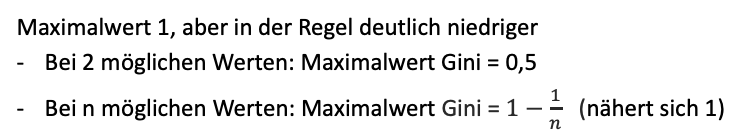 Maximalwert 1, aber in der Regel deutlich niedriger
- Bei 2 möglichen Werten: Maximalwert Gini = 0,5
- Bei n möglichen Werten: Maximalwert Gini = 1 − 1/n (nähert sich 1)